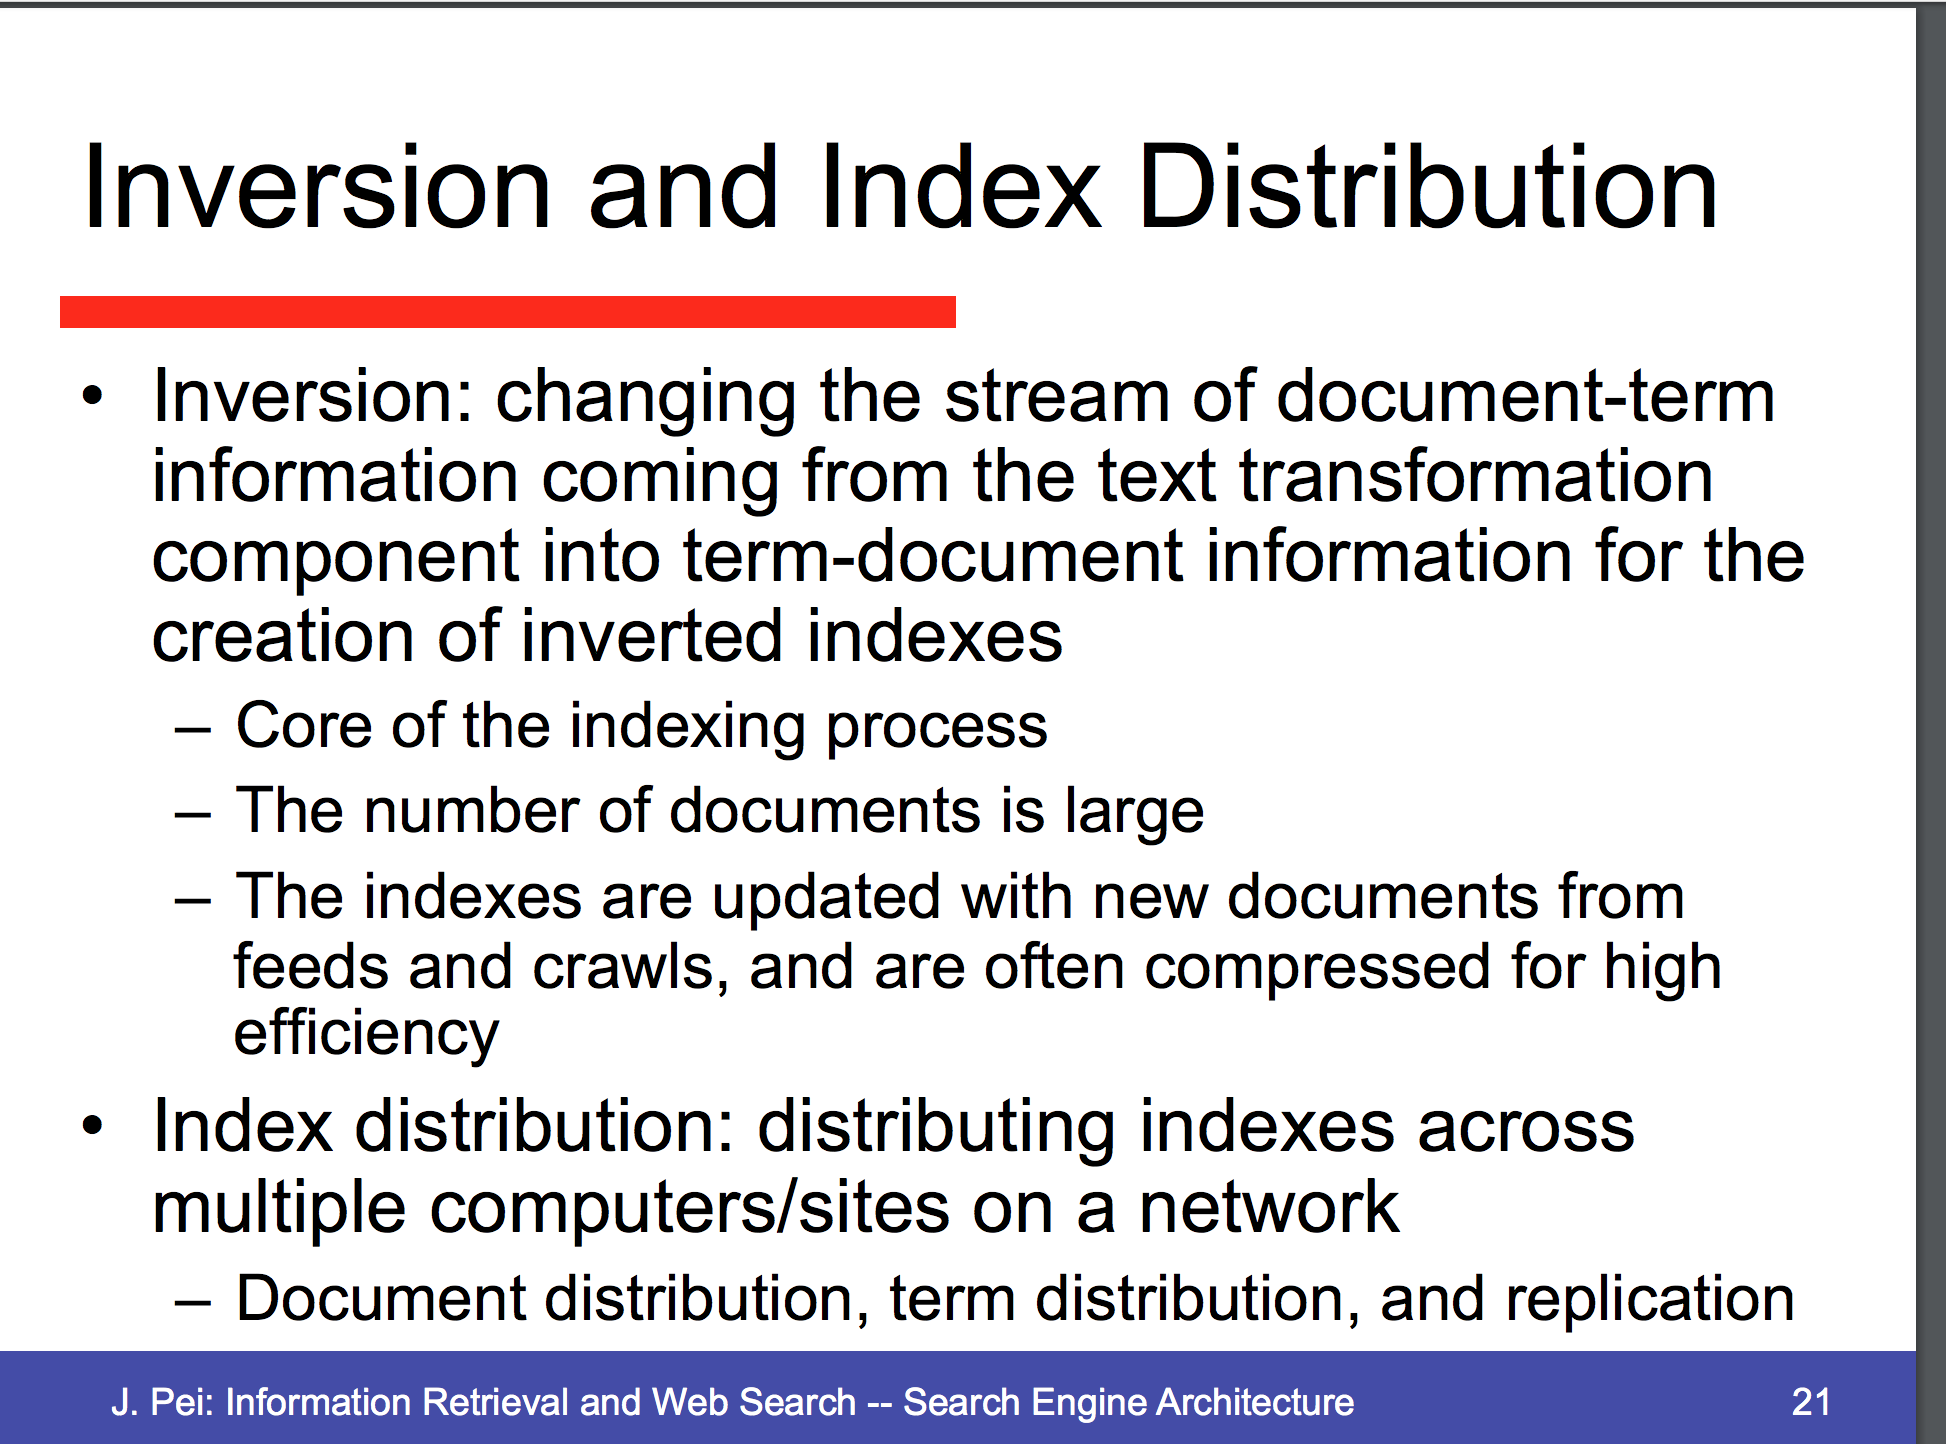 Inversion and Index Distribution
• Inversion: changing the stream of document-term
information coming from the text transformation
component into term-document information for the
creation of inverted indexes
– Core of the indexing process
– The number of documents is large
– The indexes are updated with new documents from
feeds and crawls, and are often compressed for high
efficiency
• Index distribution: distributing indexes across
multiple computers/sites on a network
– Document distribution, term distribution, and replication
J. Pei: Information Retrieval and Web Search -- Search Engine Architecture 21